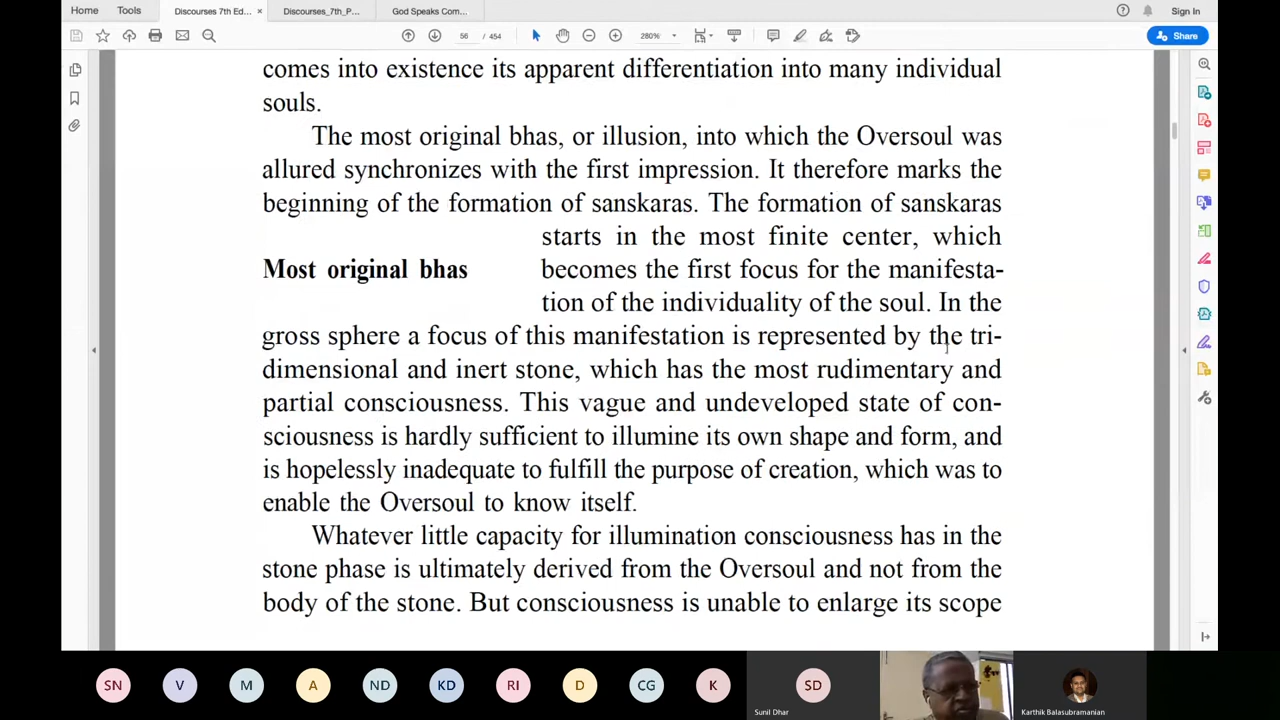 Home
Tools
Discourses 7th Ed... ×
Discourses_7th_P...
God Speaks Com...
Sign In
56 / 454
280%
Share
comes into existence its apparent differentiation into many individual
souls.
The most original bhas, or illusion, into which the Oversoul was
allured synchronizes with the first impression. It therefore marks the
beginning of the formation of sanskaras. The formation of sanskaras
starts in the most finite center, which
Most original bhas
becomes the first focus for the manifesta-
tion of the individuality of the soul. In the
gross sphere a focus of this manifestation is represented by the tri-
dimensional and inert stone, which has the most rudimentary and
partial consciousness. This vague and undeveloped state of con-
sciousness is hardly sufficient to illumine its own shape and form, and
is hopelessly inadequate to fulfill the purpose of creation, which was to
enable the Oversoul to know itself.
Whatever little capacity for illumination consciousness has in the
stone phase is ultimately derived from the Oversoul and not from the
body of the stone. But consciousness is unable to enlarge its scope
SN V M A ND KD RI D CG K SD
Sunil Dhar
Karthik Balasubramanian